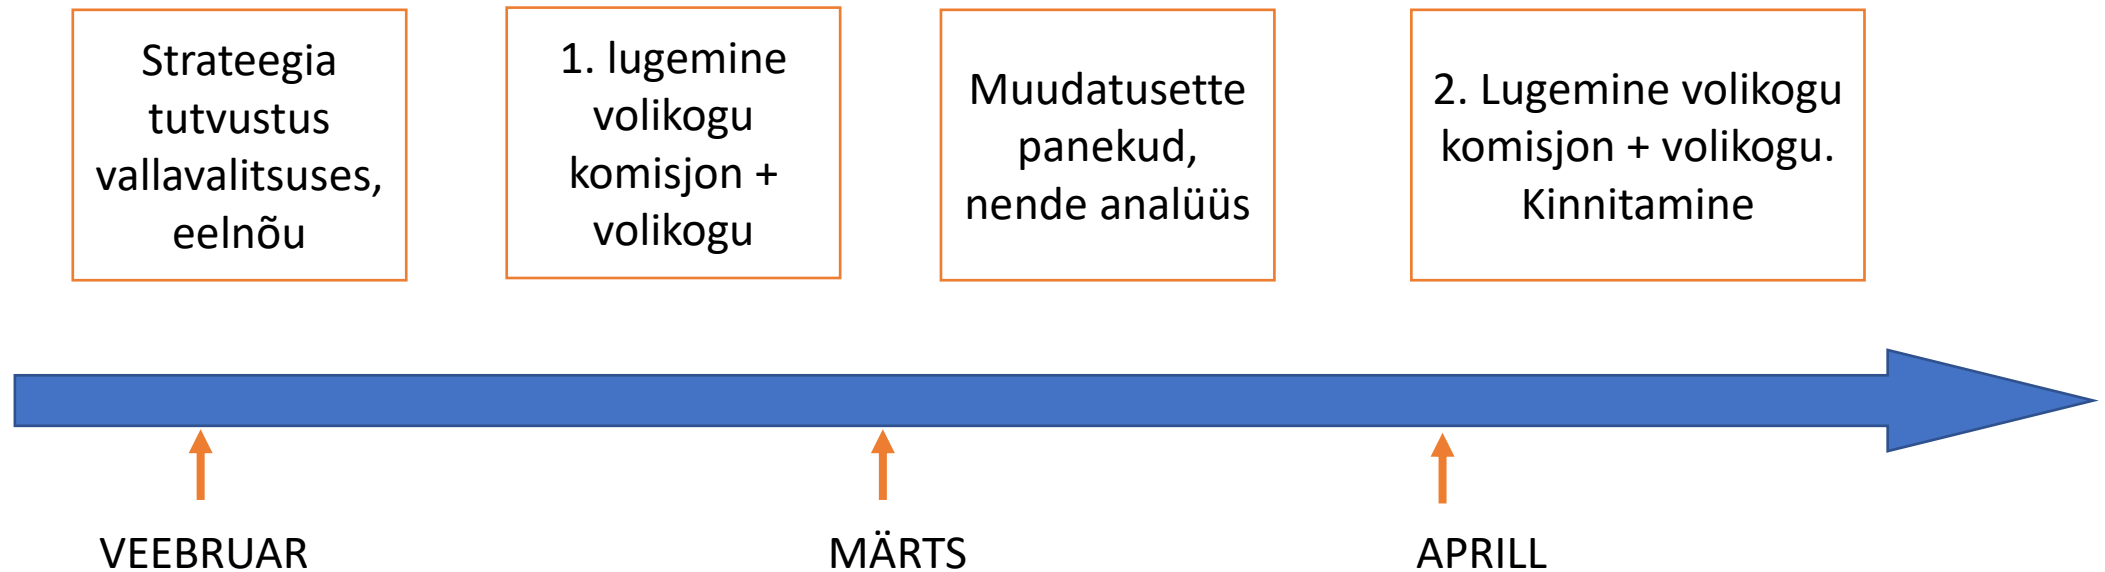 Strateegia
tutvustus
vallavalitsuses,
eelnõu
1. lugemine
volikogu
komisjon +
volikogu
Muudatusette
panekud,
nende analüüs
2. Lugemine volikogu
komisjon + volikogu.
Kinnitamine
VEEBRUAR
MÄRTS
APRILL